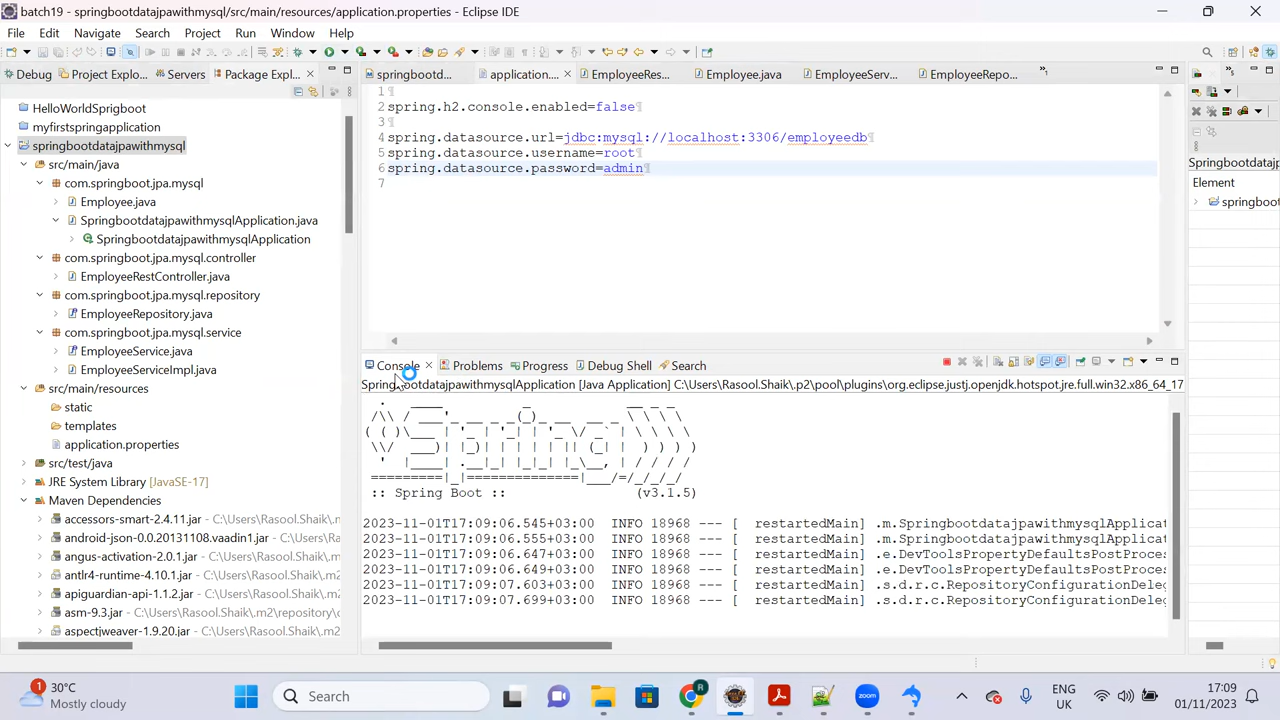 batch19 - springbootdatajpawithmysql/src/main/resources/application.properties - Eclipse IDE
File Edit Navigate Search Project Run Window Help
Debug Project Explo... Servers Package Expl...
springbootd... application.... EmployeeRes... Employee.java EmployeeServ... EmployeeRepo...
HelloWorldSprigboot
myfirstspringapplication
springbootdatajpawithmysql
src/main/java
com.springboot.jpa.mysql
Employee.java
SpringbootdatajpawithmysqlApplication.java
SpringbootdatajpawithmysqlApplication
com.springboot.jpa.mysql.controller
EmployeeRestController.java
com.springboot.jpa.mysql.repository
EmployeeRepository.java
com.springboot.jpa.mysql.service
EmployeeService.java
EmployeeServiceImpl.java
src/main/resources
static
templates
application.properties
src/test/java
JRE System Library [JavaSE-17]
Maven Dependencies
accessors-smart-2.4.11.jar - C:\Users\Rasool.Shaik\.m2
android-json-0.0.20131108.vaadin1.jar - C:\Users\Rasool
angus-activation-2.0.1.jar - C:\Users\Rasool.Shaik\.m2\
antlr4-runtime-4.10.1.jar - C:\Users\Rasool.Shaik\.m2\re
apiguardian-api-1.1.2.jar - C:\Users\Rasool.Shaik\.m2\re
asm-9.3.jar - C:\Users\Rasool.Shaik\.m2\repository\o
aspectjweaver-1.9.20.jar - C:\Users\Rasool.Shaik\.m2\re
1
2 spring.h2.console.enabled=false
3
4 spring.datasource.url=jdbc:mysql://localhost:3306/employeedb
5 spring.datasource.username=root
6 spring.datasource.password=admin
7
Springbo
Element
springboo
Console Problems Progress Debug Shell Search
SpringbootdatajpawithmysqlApplication [Java Application] C:\Users\Rasool.Shaik\.p2\pool\plugins\org.eclipse.justj.openjdk.hotspot.jre.full.win32.x86_64_17
:: Spring Boot :: (v3.1.5)
2023-11-01T17:09:06.545+03:00 INFO 18968 --- [ restartedMain] .m.SpringbootdatajpawithmysqlApplicat
2023-11-01T17:09:06.555+03:00 INFO 18968 --- [ restartedMain] .m.SpringbootdatajpawithmysqlApplicat
2023-11-01T17:09:06.647+03:00 INFO 18968 --- [ restartedMain] .e.DevToolsPropertyDefaultsPostProces
2023-11-01T17:09:06.649+03:00 INFO 18968 --- [ restartedMain] .e.DevToolsPropertyDefaultsPostProces
2023-11-01T17:09:07.603+03:00 INFO 18968 --- [ restartedMain] .s.d.r.c.RepositoryConfigurationDeleg
2023-11-01T17:09:07.699+03:00 INFO 18968 --- [ restartedMain] .s.d.r.c.RepositoryConfigurationDeleg
1
30°C
Mostly cloudy
Search
R
ENG
UK
17:09
01/11/2023